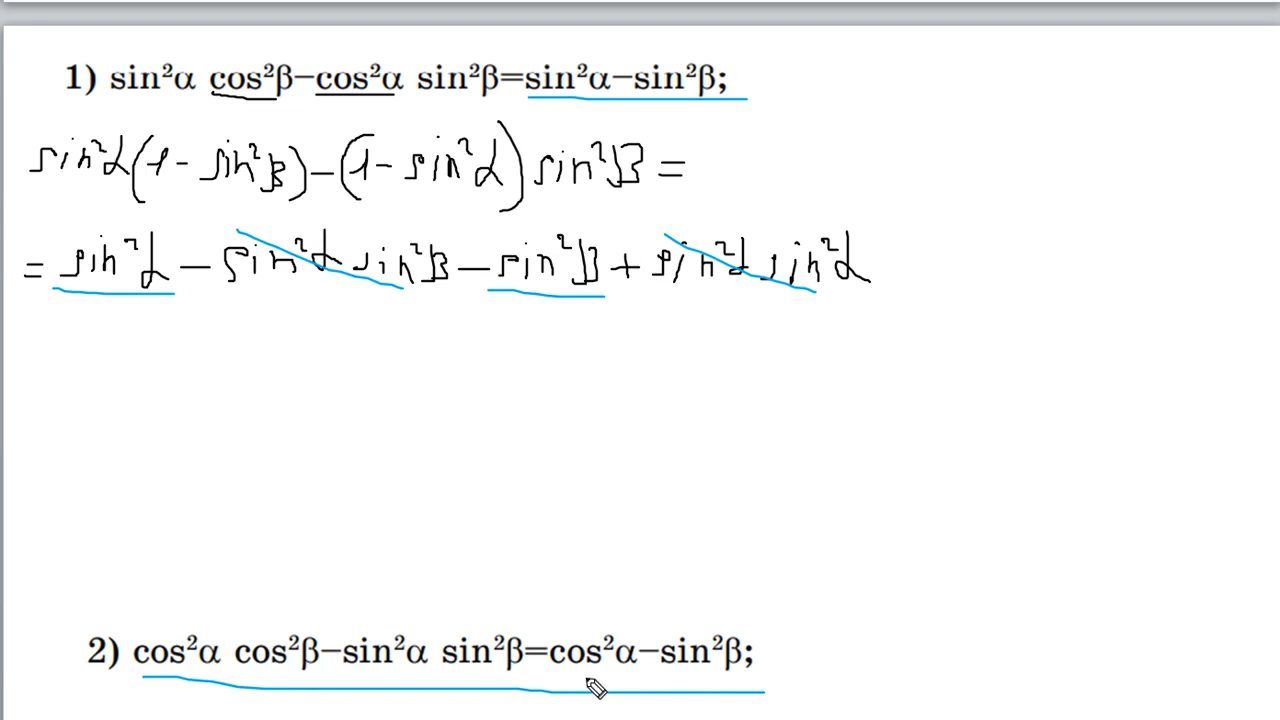 1) sin²α cos²β−cos²α sin²β=sin²α−sin²β;
sin²α(1 - sin²β) - (1 - sin²α) sin²β =
= sin²α - sin²α sin²β - sin²β + sin²α sin²α
2) cos²α cos²β−sin²α sin²β=cos²α−sin²β;